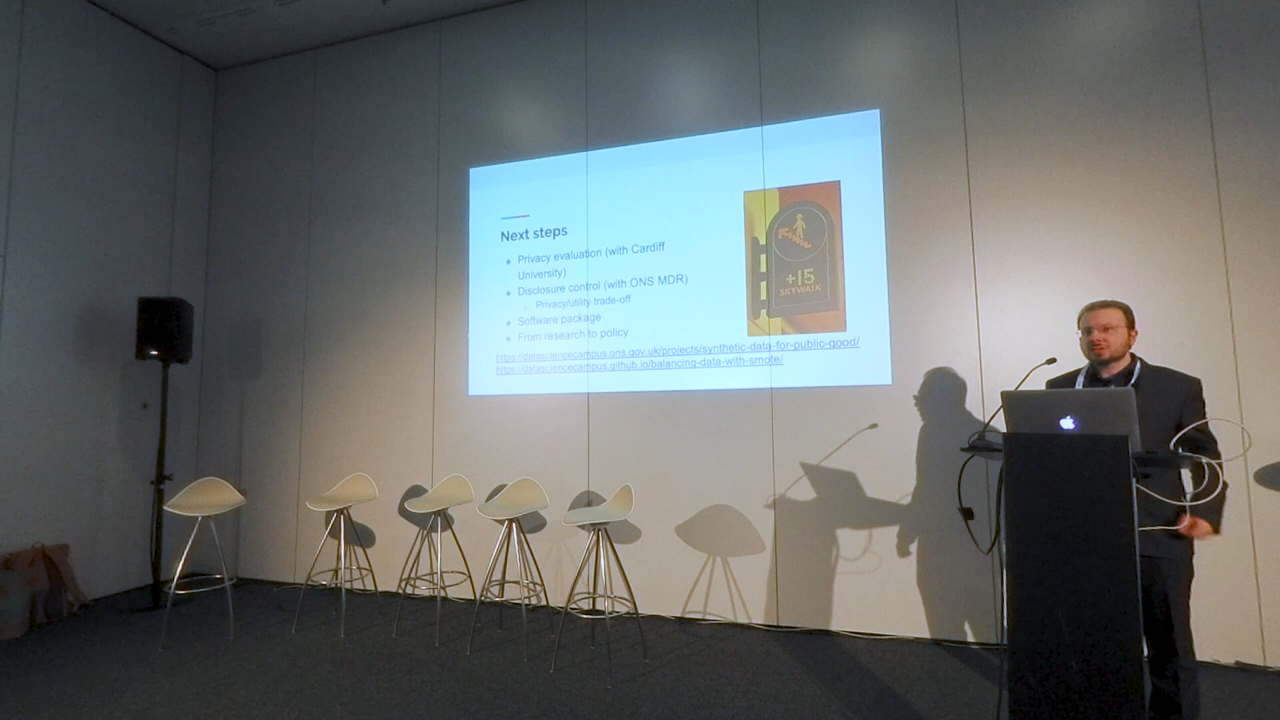 Next steps
Privacy evaluation (with Cardiff
University)
Disclosure control (with ONS MDR)
Privacy/utility trade-off
Software package
From research to policy
https://datasciencecampus.ons.gov.uk/projects/synthetic-data-for-public-good/
https://datasciencecampus.github.io/balancing-data-with-smote/
+15
SKYWALK